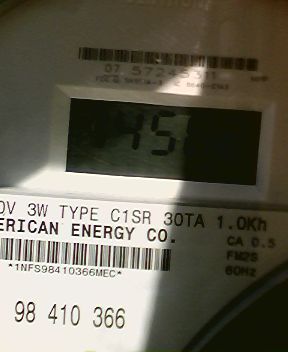 07 57245311
45
0V 3W TYPE C1SR 30TA 1.0Kh
ERICAN ENERGY CO. CA 0.5
FM2S
*1NFS98410366MEC* 60Hz
98 410 366